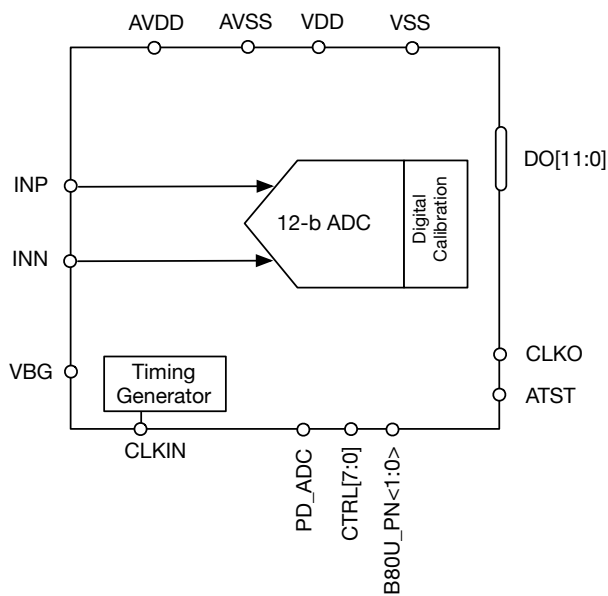 AVDD
AVSS
VDD
VSS
DO[11:0]
INP
12-b ADC
Digital
Calibration
INN
VBG
Timing
Generator
CLKO
ATST
CLKIN
PD_ADC
CTRL[7:0]
B80U_PN<1:0>